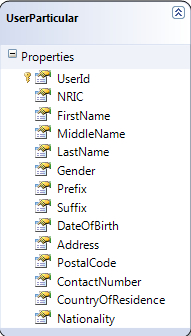 UserParticular
Properties
UserId
NRIC
FirstName
MiddleName
LastName
Gender
Prefix
Suffix
DateOfBirth
Address
PostalCode
ContactNumber
CountryOfResidence
Nationality